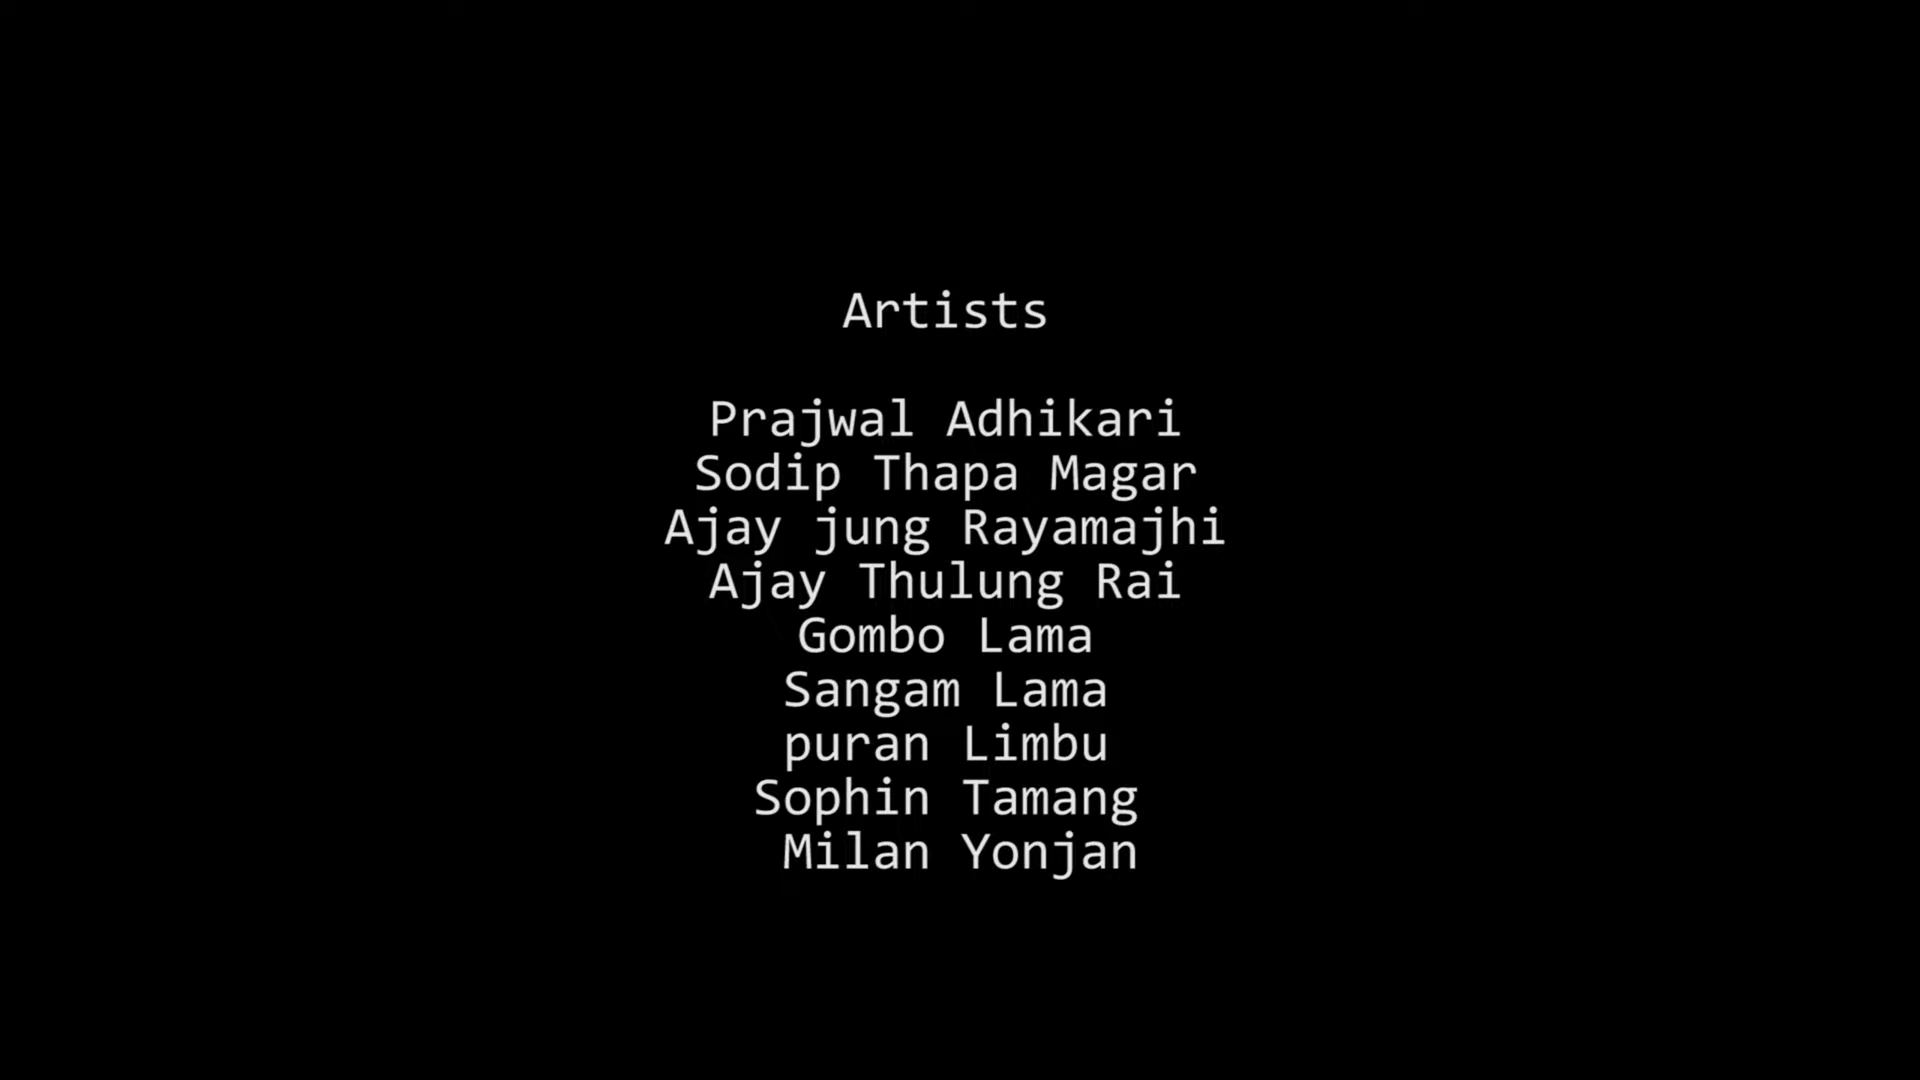 Artists
Prajwal Adhikari
Sodip Thapa Magar
Ajay jung Rayamajhi
Ajay Thulung Rai
Gombo Lama
Sangam Lama
puran Limbu
Sophin Tamang
Milan Yonjan